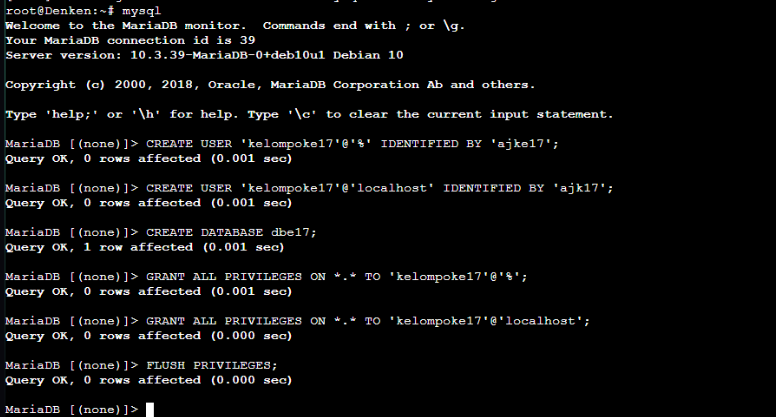 root@Denken:~# mysql
Welcome to the MariaDB monitor.  Commands end with ; or \g.
Your MariaDB connection id is 39
Server version: 10.3.39-MariaDB-0+deb10u1 Debian 10
Copyright (c) 2000, 2018, Oracle, MariaDB Corporation Ab and others.
Type 'help;' or '\h' for help. Type '\c' to clear the current input statement.
MariaDB [(none)]> CREATE USER 'kelompoke17'@'%' IDENTIFIED BY 'ajke17';
Query OK, 0 rows affected (0.001 sec)
MariaDB [(none)]> CREATE USER 'kelompoke17'@'localhost' IDENTIFIED BY 'ajk17';
Query OK, 0 rows affected (0.001 sec)
MariaDB [(none)]> CREATE DATABASE dbe17;
Query OK, 1 row affected (0.001 sec)
MariaDB [(none)]> GRANT ALL PRIVILEGES ON *.* TO 'kelompoke17'@'%';
Query OK, 0 rows affected (0.001 sec)
MariaDB [(none)]> GRANT ALL PRIVILEGES ON *.* TO 'kelompoke17'@'localhost';
Query OK, 0 rows affected (0.000 sec)
MariaDB [(none)]> FLUSH PRIVILEGES;
Query OK, 0 rows affected (0.000 sec)
MariaDB [(none)]>